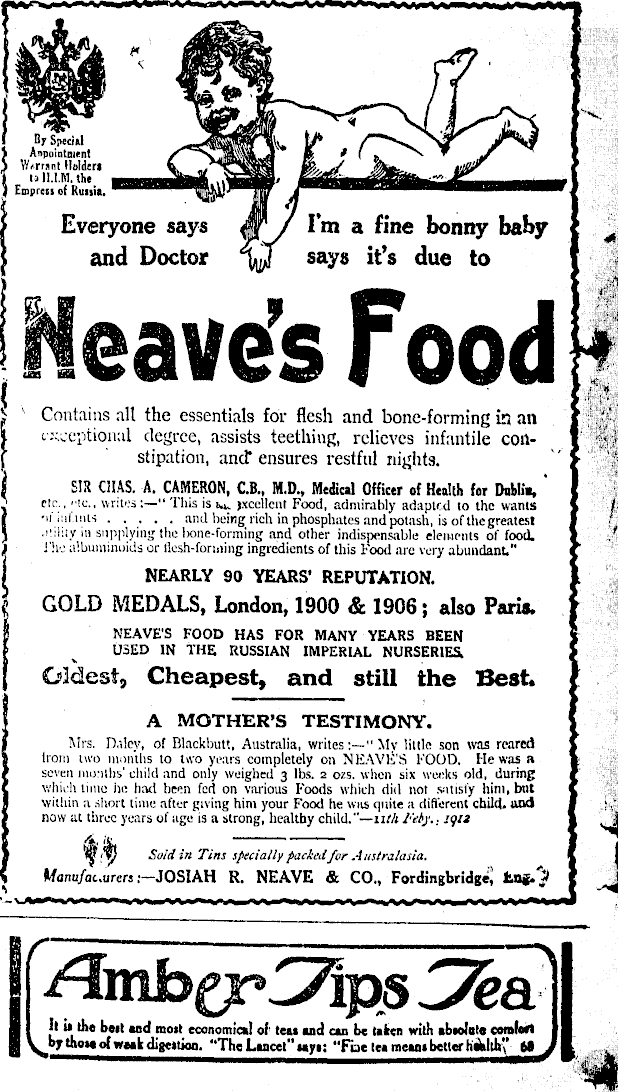 By Special
Appointment
Warrant Holders
to H.I.M. the
Empress of Russia.
Everyone says I'm a fine bonny baby
and Doctor says it's due to
Neave's Food
Contains all the essentials for flesh and bone-forming in an
exceptional degree, assists teething, relieves infantile con-
stipation, and ensures restful nights.
SIR CHAS. A. CAMERON, C.B., M.D., Medical Officer of Health for Dublin,
etc., etc., writes:—"This is an excellent Food, admirably adapted to the wants
of infants . . . . . and being rich in phosphates and potash, is of the greatest
utility in supplying the bone-forming and other indispensable elements of food.
The albuminoids or flesh-forming ingredients of this Food are very abundant."
NEARLY 90 YEARS' REPUTATION.
GOLD MEDALS, London, 1900 & 1906; also Paris.
NEAVE'S FOOD HAS FOR MANY YEARS BEEN
USED IN THE RUSSIAN IMPERIAL NURSERIES.
Oldest, Cheapest, and still the Best.
A MOTHER'S TESTIMONY.
Mrs. Daley, of Blackbutt, Australia, writes:—"My little son was reared
from two months to two years completely on NEAVE'S FOOD. He was a
seven months' child and only weighed 3 lbs. 2 ozs. when six weeks old, during
which time he had been fed on various Foods which did not satisfy him, but
within a short time after giving him your Food he was quite a different child, and
now at three years of age is a strong, healthy child."—11th Feby., 1912
Sold in Tins specially packed for Australasia.
Manufacturers:—JOSIAH R. NEAVE & CO., Fordingbridge, Eng.
Amber Tips Tea
It is the best and most economical of teas and can be taken with absolute comfort
by those of weak digestion. "The Lancet" says: "Fine tea means better health." 68